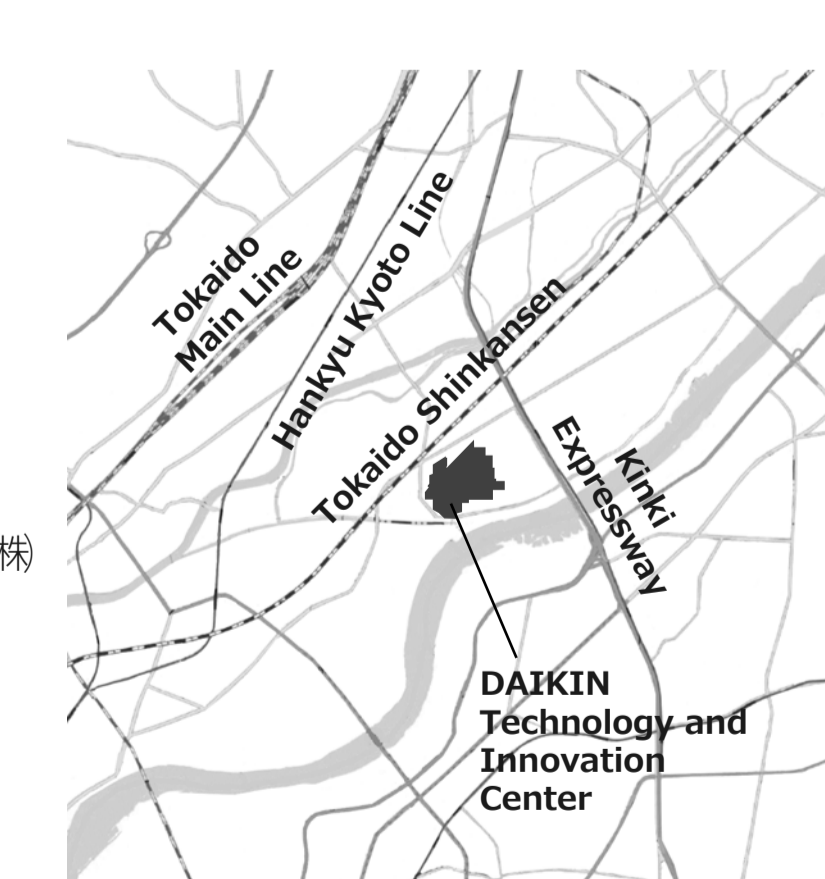 Tokaido
Main Line
Hankyu Kyoto Line
Tokaido Shinkansen
Kinki
Expressway
株)
DAIKIN
Technology and
Innovation
Center